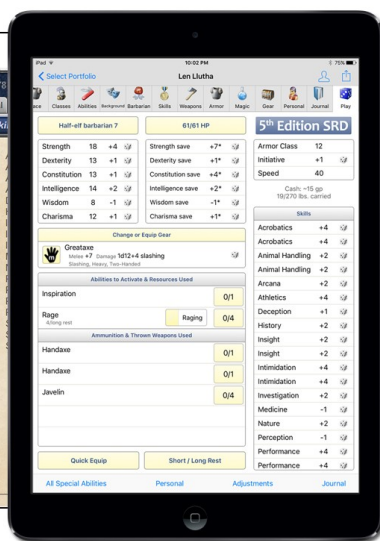 iPad
10:02 PM
75%
Select Portfolio
Len Llutha
ace Classes Abilities Background Barbarian Skills Weapons Armor Magic Gear Personal Journal Play
Half-elf barbarian 7
61/61 HP
5th Edition SRD
Strength 18 +4
Dexterity 13 +1
Constitution 13 +1
Intelligence 14 +2
Wisdom 8 -1
Charisma 12 +1
Strength save +7*
Dexterity save +1*
Constitution save +4*
Intelligence save +2*
Wisdom save -1*
Charisma save +1*
Armor Class 12
Initiative +1
Speed 40
Cash: ~15 gp
19/270 lbs. carried
Change or Equip Gear
Greataxe
Melee +7 Damage 1d12+4 slashing
Slashing, Heavy, Two-Handed
Abilities to Activate & Resources Used
Inspiration 0/1
Rage Raging 0/4
4/long rest
Ammunition & Thrown Weapons Used
Handaxe 0/1
Handaxe 0/1
Javelin 0/4
Quick Equip
Short / Long Rest
Skills
Acrobatics +4
Acrobatics +4
Animal Handling +2
Animal Handling +2
Arcana +2
Athletics +4
Deception +1
History +2
Insight +2
Insight +2
Intimidation +4
Intimidation +4
Investigation +2
Medicine -1
Nature +2
Perception -1
Performance +4
Performance +4
All Special Abilities
Personal
Adjustments
Journal